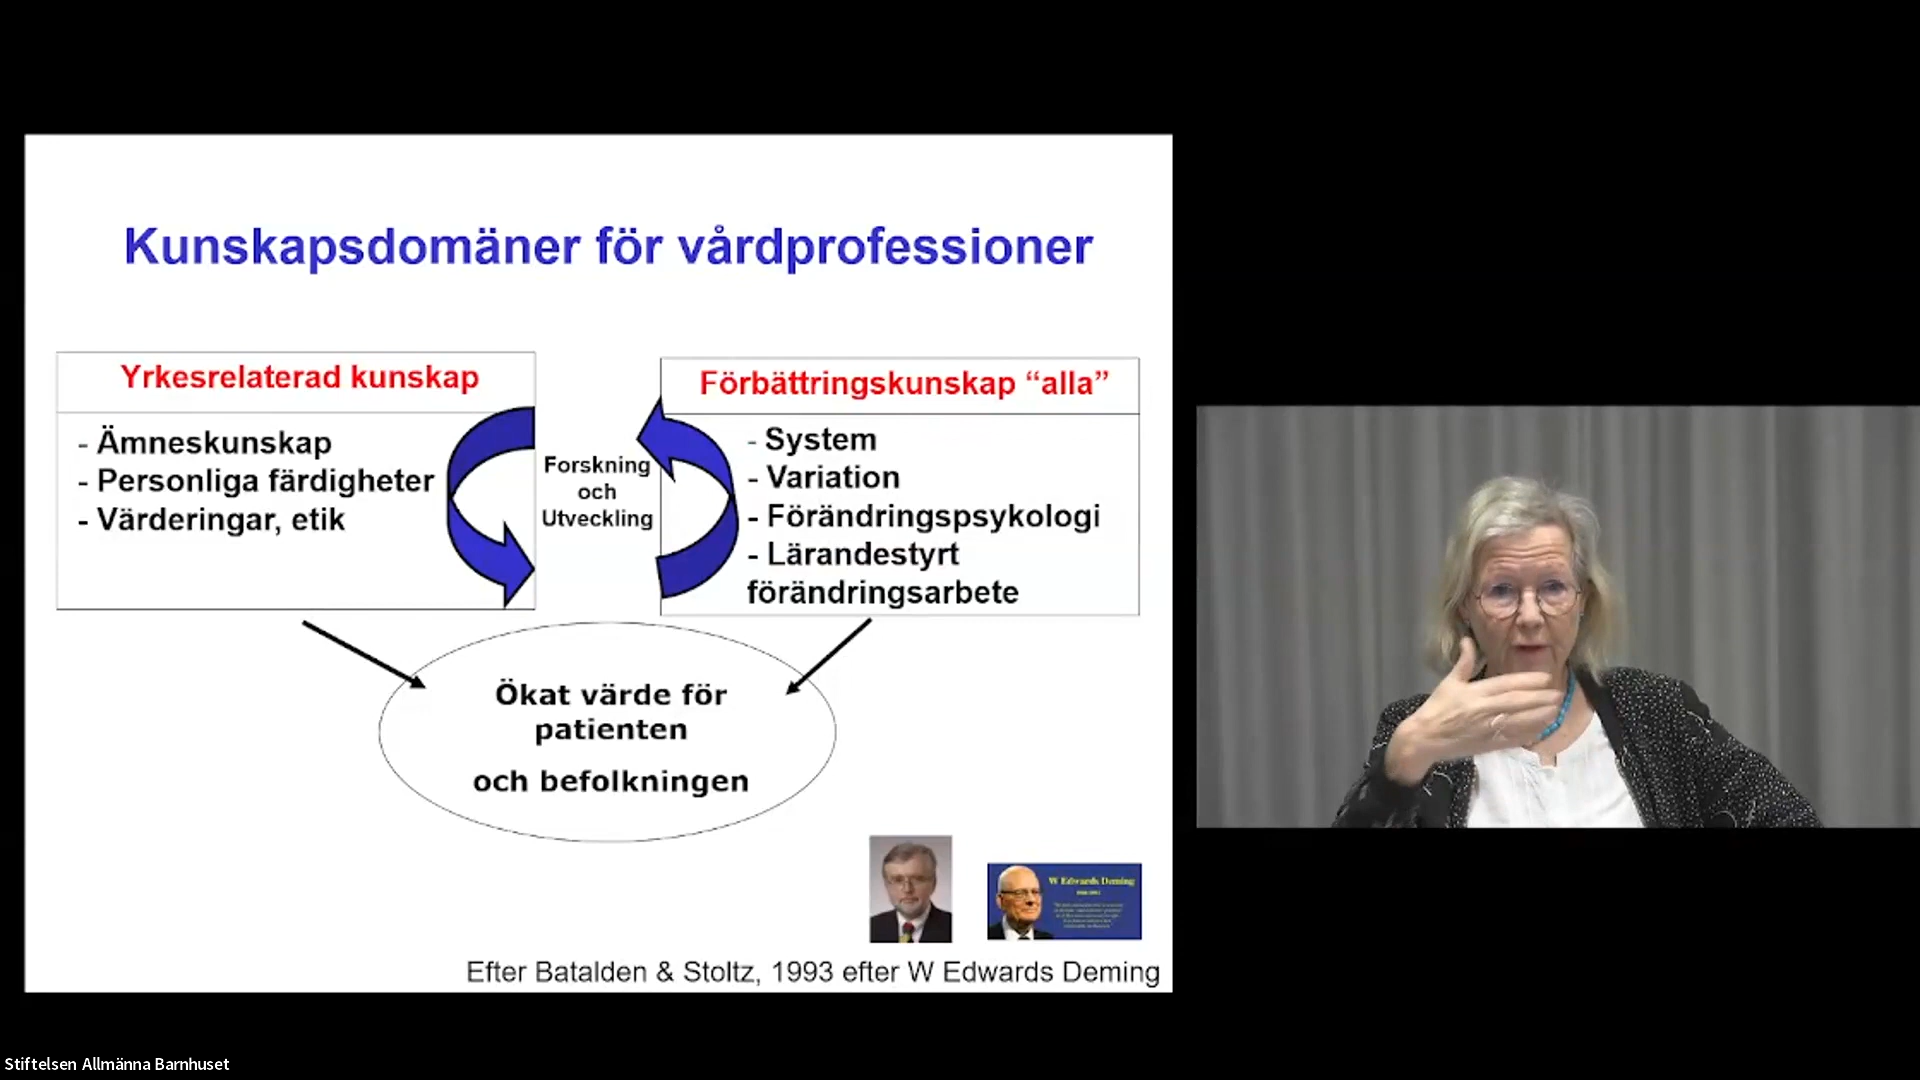 Kunskapsdomäner för vårdprofessioner
Yrkesrelaterad kunskap
- Ämneskunskap
- Personliga färdigheter
- Värderingar, etik
Forskning
och
Utveckling
Förbättringskunskap “alla”
- System
- Variation
- Förändringspsykologi
- Lärandestyrt
förändringsarbete
Ökat värde för
patienten
och befolkningen
W Edwards Deming
Efter Batalden & Stoltz, 1993 efter W Edwards Deming
Stiftelsen Allmänna Barnhuset